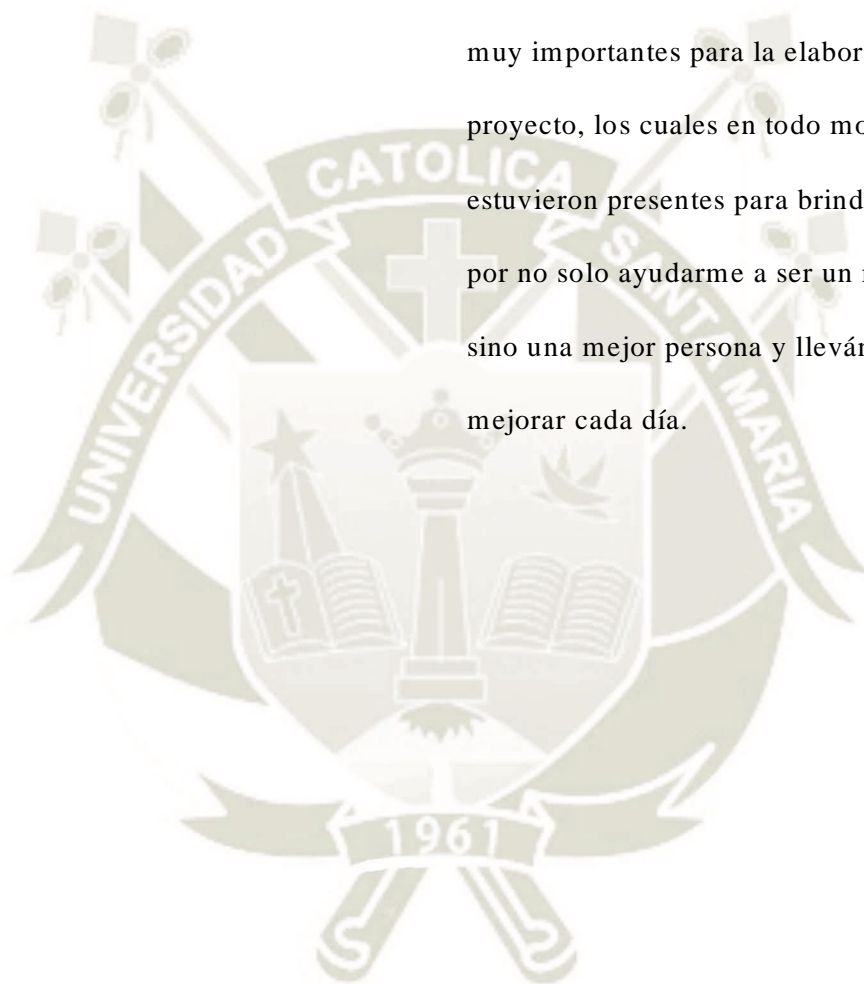 muy importantes para la elabor
proyecto, los cuales en todo mo
estuvieron presentes para brind
por no solo ayudarme a ser un
sino una mejor persona y lleván
mejorar cada día.
UNIVERSIDAD CATOLICA SANTA MARIA
1961